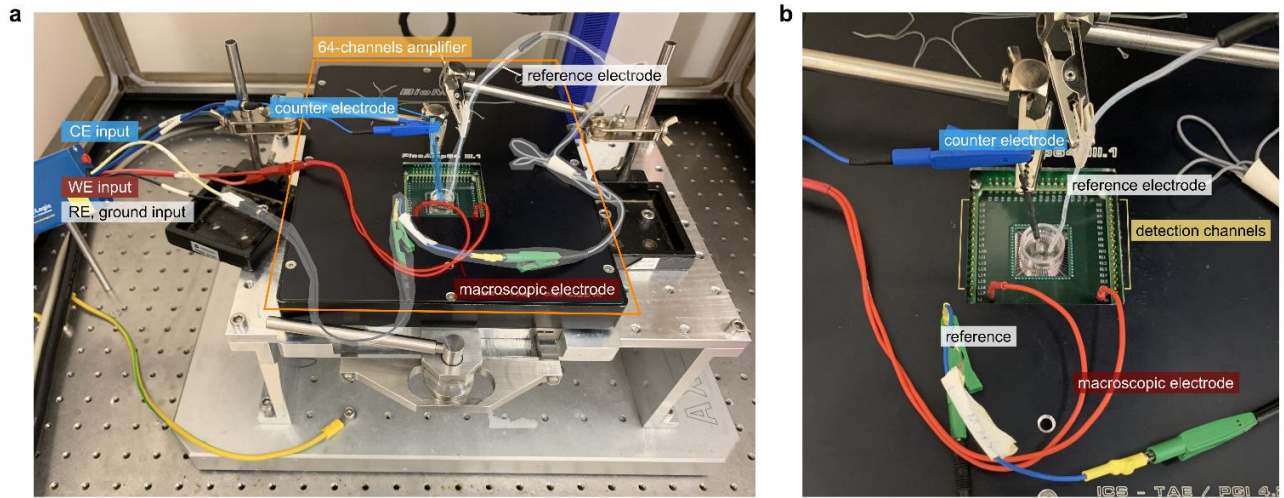 a
64-channels amplifier
reference electrode
counter electrode
CE input
WE input
RE, ground input
macroscopic electrode
b
counter electrode
reference electrode
detection channels
reference
macroscopic electrode
ICS - TAE / PGI 4.